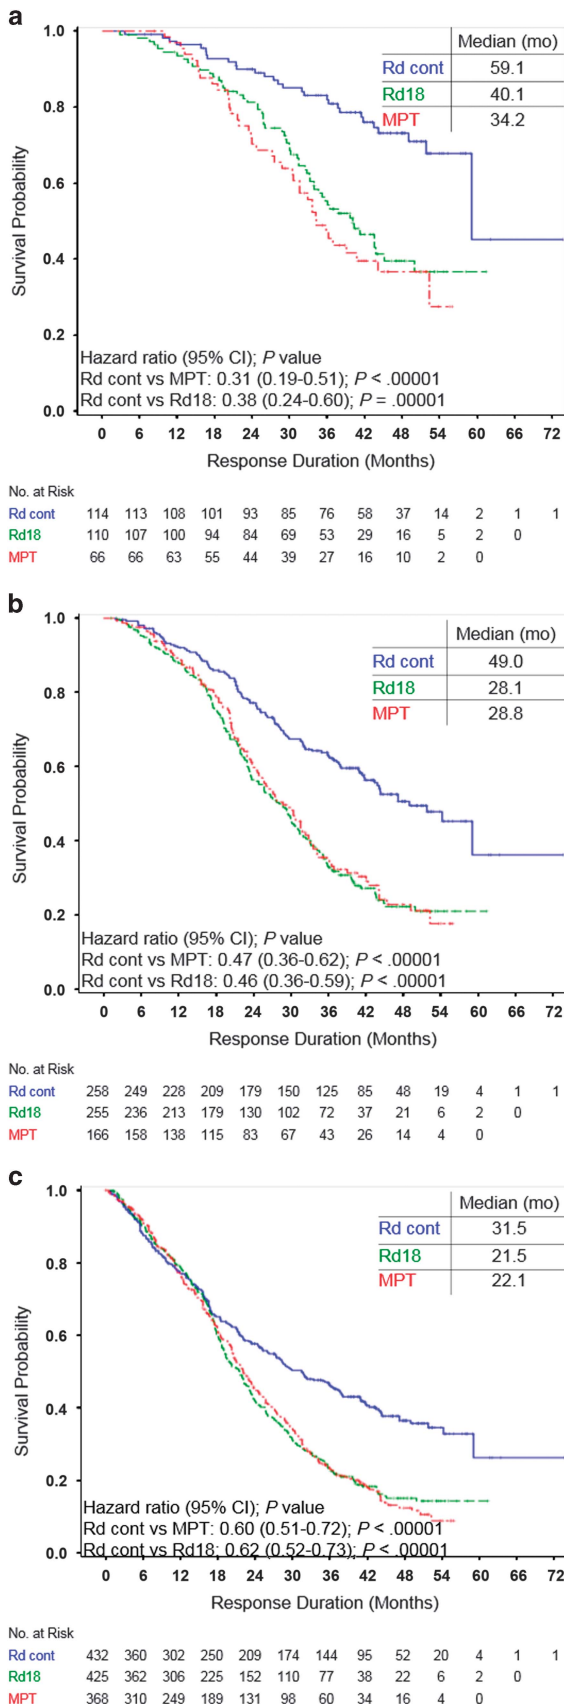 a
Median (mo)
Rd cont 59.1
Rd18 40.1
MPT 34.2
1.0
0.8
0.6
0.4
0.2
0.0
Survival Probability
Hazard ratio (95% CI); P value
Rd cont vs MPT: 0.31 (0.19-0.51); P < .00001
Rd cont vs Rd18: 0.38 (0.24-0.60); P = .00001
0 6 12 18 24 30 36 42 48 54 60 66 72
Response Duration (Months)
No. at Risk
Rd cont 114 113 108 101 93 85 76 58 37 14 2 1 1
Rd18 110 107 100 94 84 69 53 29 16 5 2 0
MPT 66 66 63 55 44 39 27 16 10 2 0
b
Median (mo)
Rd cont 49.0
Rd18 28.1
MPT 28.8
1.0
0.8
0.6
0.4
0.2
0.0
Survival Probability
Hazard ratio (95% CI); P value
Rd cont vs MPT: 0.47 (0.36-0.62); P < .00001
Rd cont vs Rd18: 0.46 (0.36-0.59); P < .00001
0 6 12 18 24 30 36 42 48 54 60 66 72
Response Duration (Months)
No. at Risk
Rd cont 258 249 228 209 179 150 125 85 48 19 4 1 1
Rd18 255 236 213 179 130 102 72 37 21 6 2 0
MPT 166 158 138 115 83 67 43 26 14 4 0
c
Median (mo)
Rd cont 31.5
Rd18 21.5
MPT 22.1
1.0
0.8
0.6
0.4
0.2
0.0
Survival Probability
Hazard ratio (95% CI); P value
Rd cont vs MPT: 0.60 (0.51-0.72); P < .00001
Rd cont vs Rd18: 0.62 (0.52-0.73); P < .00001
0 6 12 18 24 30 36 42 48 54 60 66 72
Response Duration (Months)
No. at Risk
Rd cont 432 360 302 250 209 174 144 95 52 20 4 1 1
Rd18 425 362 306 225 152 110 77 38 22 6 2 0
MPT 368 310 249 189 131 98 60 34 16 4 0